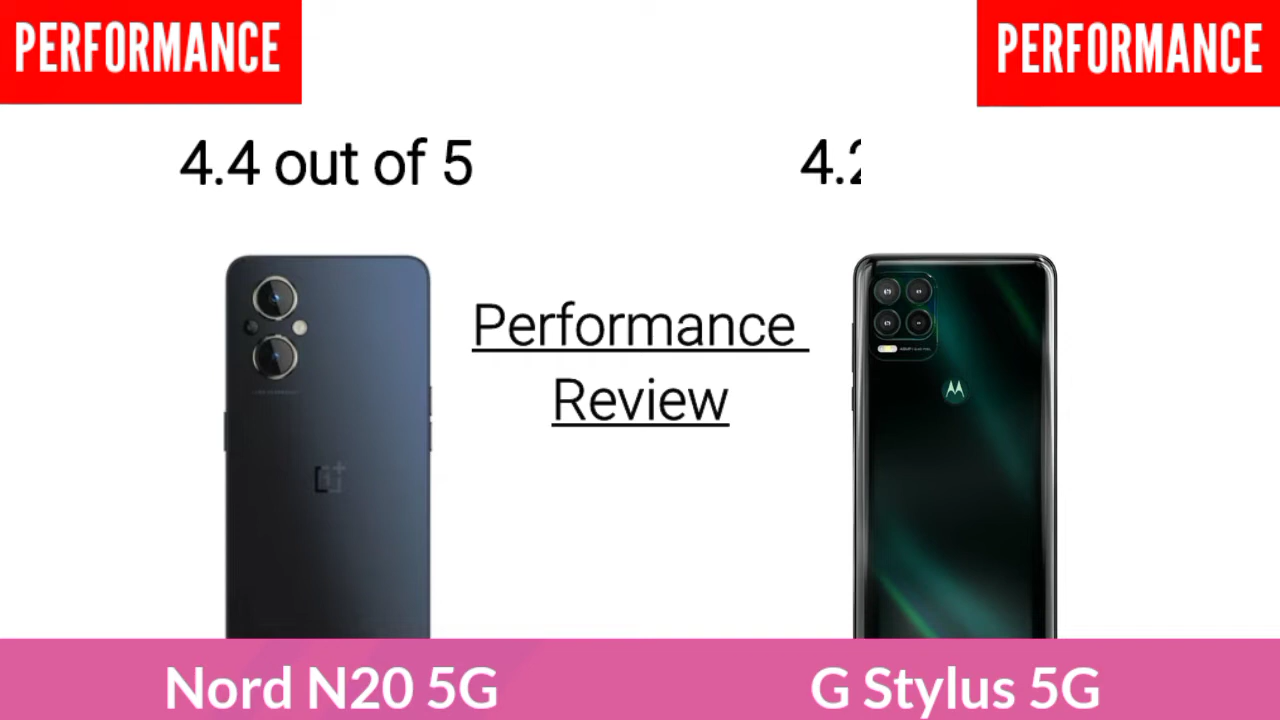 PERFORMANCE
PERFORMANCE
4.4 out of 5
Performance
Review
Nord N20 5G
G Stylus 5G